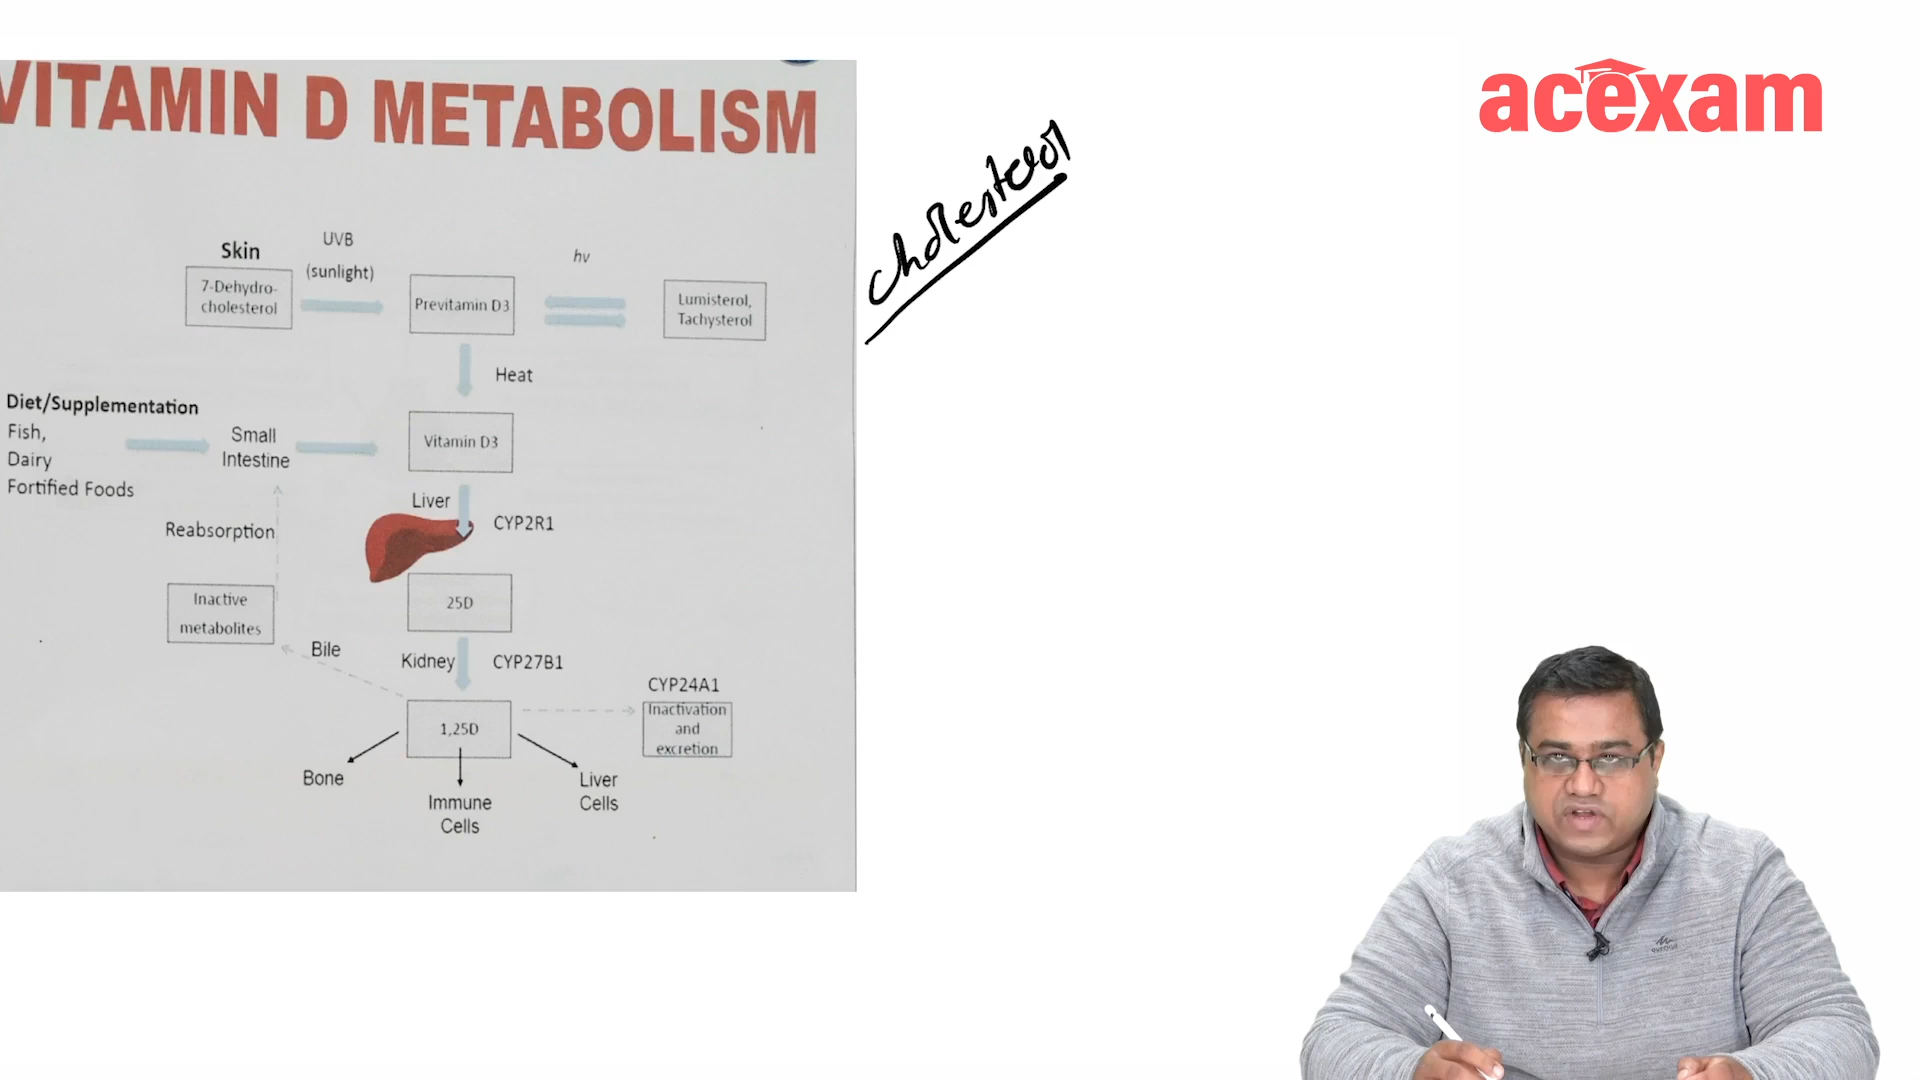 VITAMIN D METABOLISM
acexam
cholesterol
Skin
UVB
(sunlight)
hv
7-Dehydro-
cholesterol
Previtamin D3
Lumisterol,
Tachysterol
Heat
Diet/Supplementation
Fish,
Dairy
Fortified Foods
Small
Intestine
Vitamin D3
Liver
CYP2R1
Reabsorption
25D
Inactive
metabolites
Bile
Kidney
CYP27B1
CYP24A1
Inactivation
and
excretion
1,25D
Bone
Immune
Cells
Liver
Cells